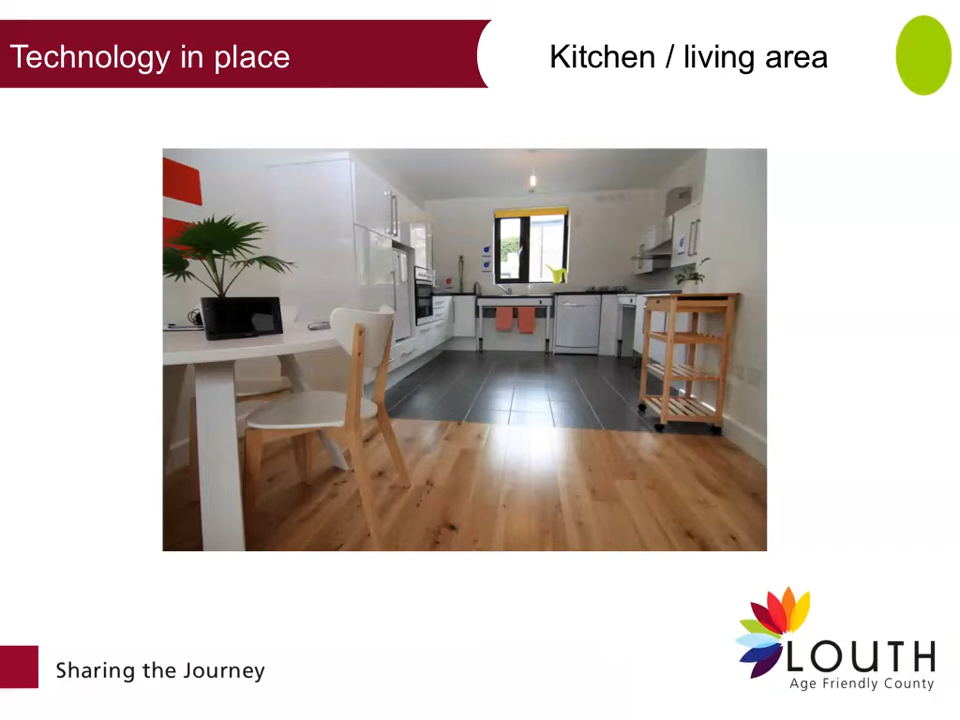 Technology in place
Kitchen / living area
Sharing the Journey
LOUTH
Age Friendly County